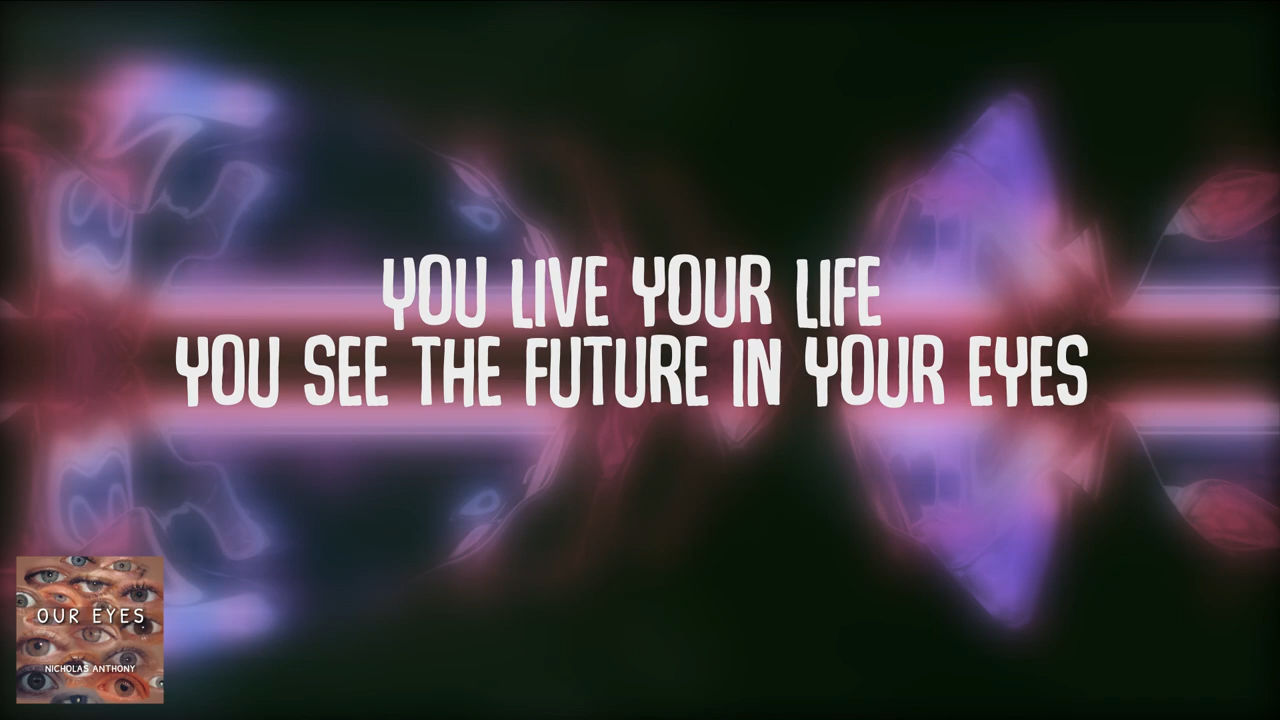 YOU LIVE YOUR LIFE
YOU SEE THE FUTURE IN YOUR EYES
OUR EYES
NICHOLAS ANTHONY